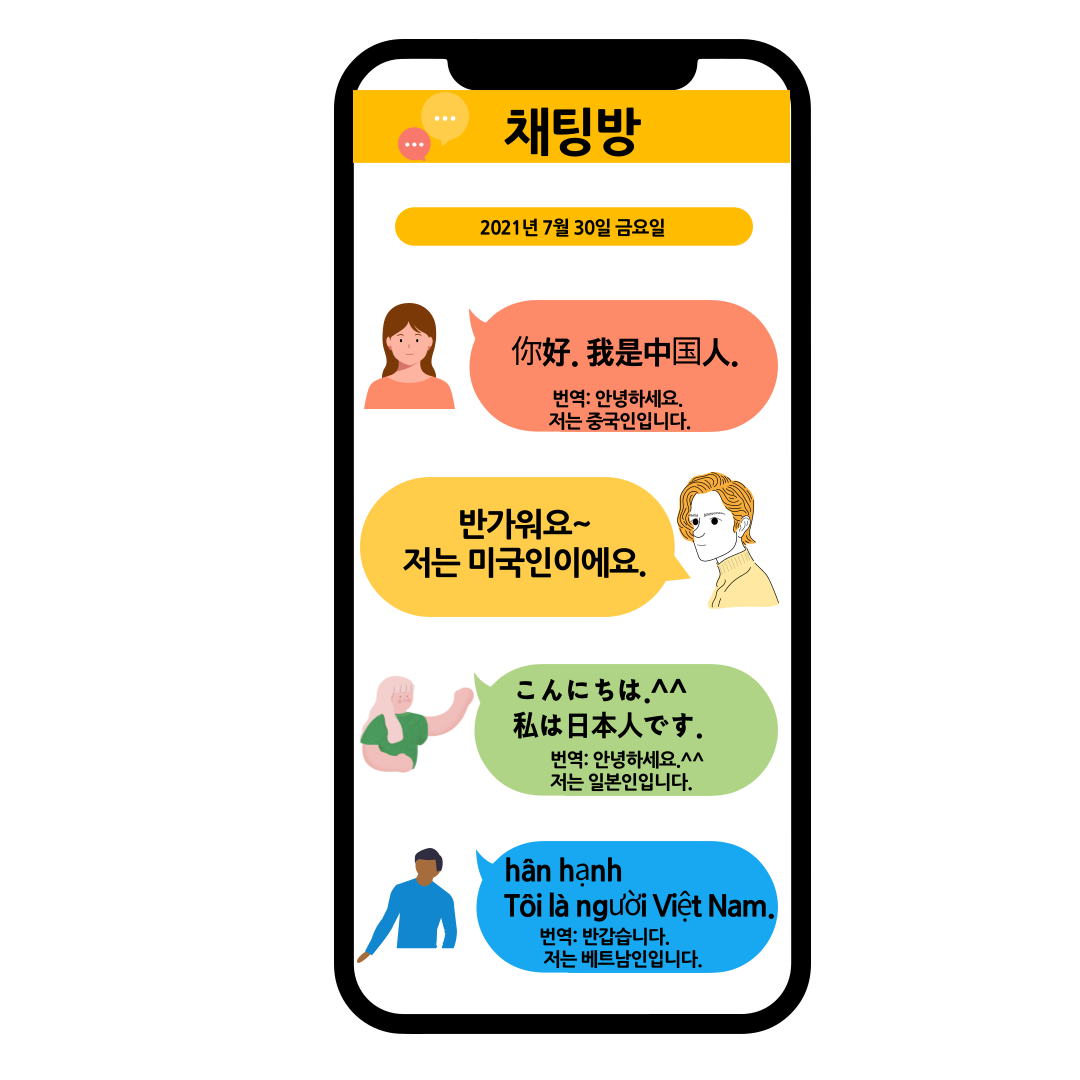 채팅방
2021년 7월 30일 금요일
你好. 我是中国人.
번역: 안녕하세요.
저는 중국인입니다.
반가워요~
저는 미국인이에요.
こんにちは.^^
私は日本人です.
번역: 안녕하세요.^^
저는 일본인입니다.
hân hạnh
Tôi là người Việt Nam.
번역: 반갑습니다.
저는 베트남인입니다.